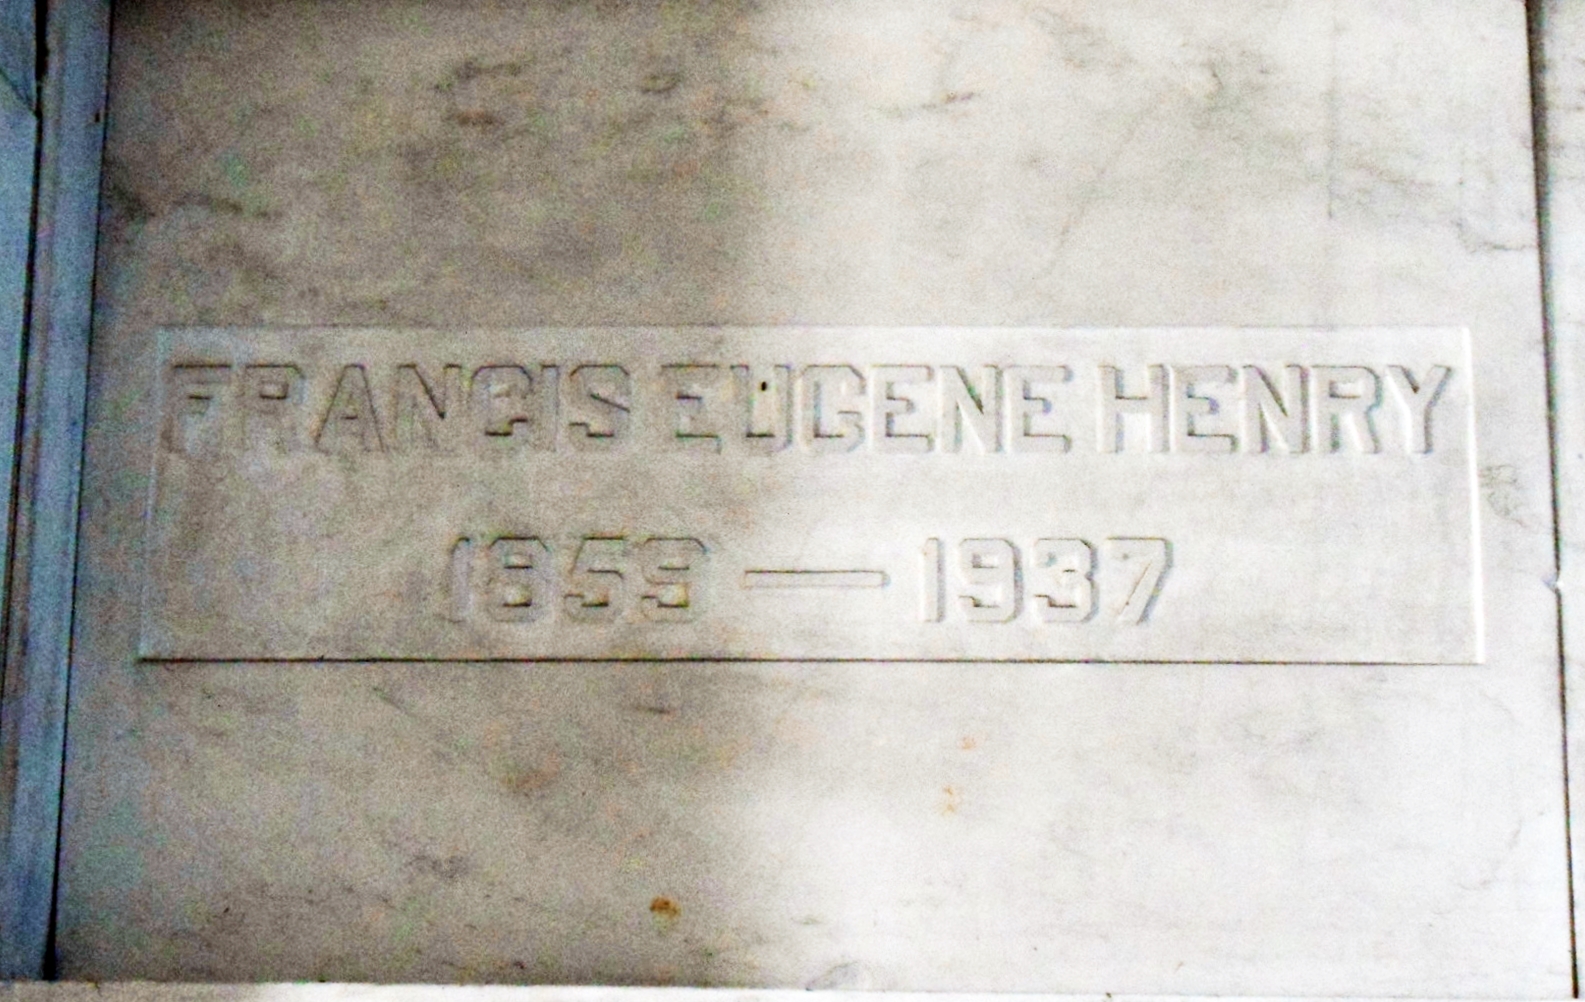 FRANCIS EUGENE HENRY
1859 — 1937